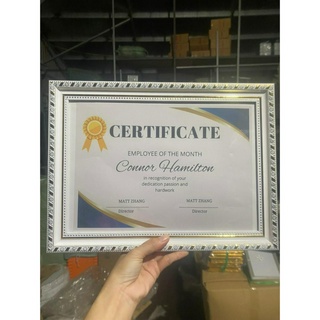 CERTIFICATE
EMPLOYEE OF THE MONTH
Connor Hamilton
in recognition of your
dedication passion and
hardwork
MATT ZHANG MATT ZHANG
Director Director